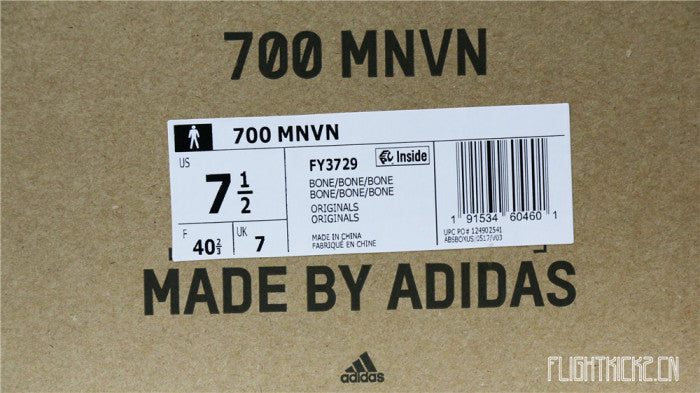 700 MNVN
700 MNVN
US
7 1/2
F
40 2/3
UK
7
FY3729
Inside
BONE/BONE/BONE
BONE/BONE/BONE
ORIGINALS
ORIGINALS
MADE IN CHINA
FABRIQUÉ EN CHINE
1 91534 60460 1
UPC PO# 124902541
ABSBOXUS/0517/V03
MADE BY ADIDAS
adidas
FLIGHTKICKZ.CN